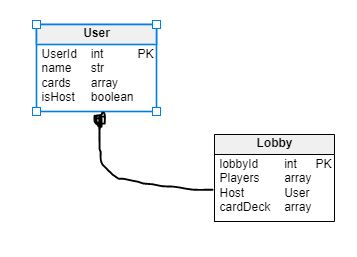 User
UserId int PK
name str
cards array
isHost boolean
Lobby
lobbyId int PK
Players array
Host User
cardDeck array